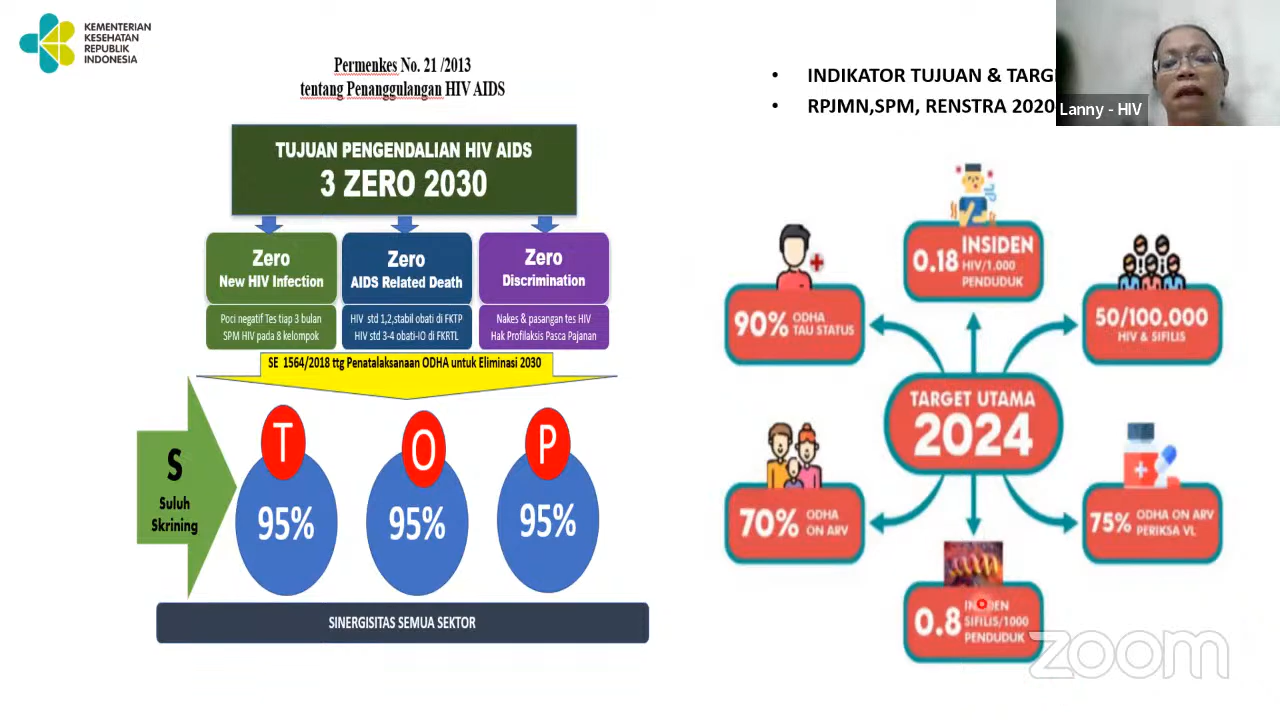 KEMENTERIAN
KESEHATAN
REPUBLIK
INDONESIA
Permenkes No. 21 /2013
tentang Penanggulangan HIV AIDS
TUJUAN PENGENDALIAN HIV AIDS
3 ZERO 2030
Zero
New HIV Infection
Zero
AIDS Related Death
Zero
Discrimination
Poci negatif Tes tiap 3 bulan
SPM HIV pada 8 kelompok
HIV std 1,2,stabil obati di FKTP
HIV std 3-4 obati-IO di FKRTL
Nakes & pasangan tes HIV
Hak Profilaksis Pasca Pajanan
SE 1564/2018 ttg Penatalaksanaan ODHA untuk Eliminasi 2030
S
Suluh
Skrining
T
95%
O
95%
P
95%
SINERGISITAS SEMUA SEKTOR
• INDIKATOR TUJUAN &
• RPJMN,SPM, RENSTRA 2020
Lanny - HIV
0.18 INSIDEN
HIV/1.000
PENDUDUK
90% ODHA
TAU STATUS
50/100.000
HIV & SIFILIS
TARGET UTAMA
2024
70% ODHA
ON ARV
75% ODHA ON ARV
PERIKSA VL
0.8 INSIDEN
SIFILIS/1000
PENDUDUK
zoom